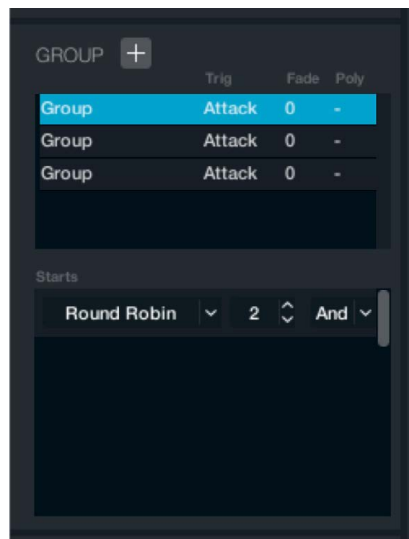 GROUP +
Trig Fade Poly
Group Attack 0 -
Group Attack 0 -
Group Attack 0 -
Starts
Round Robin 2 And